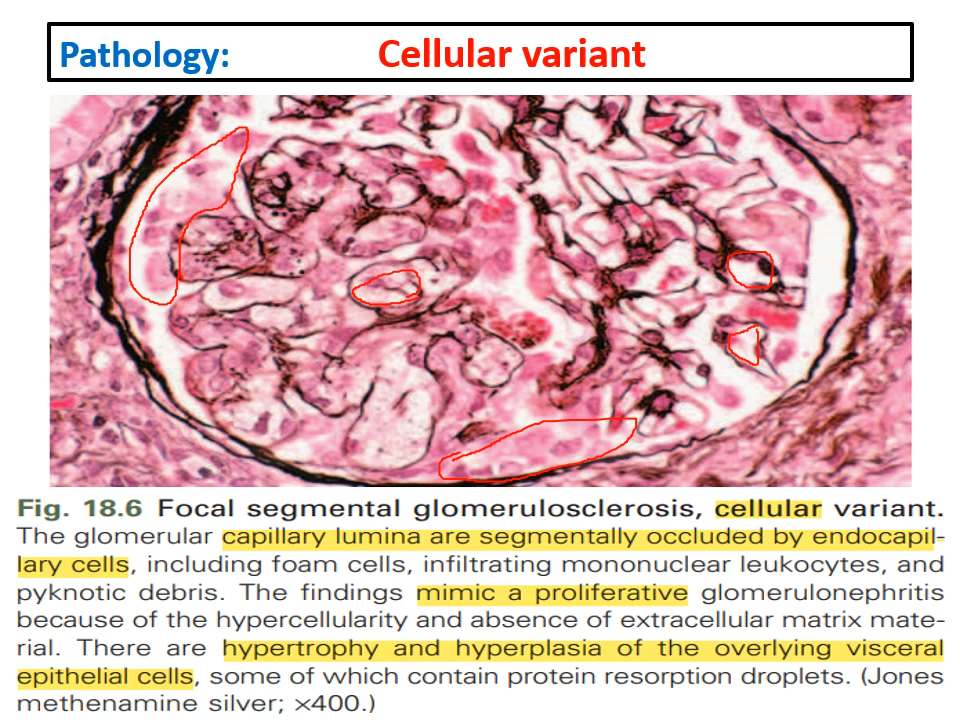 Pathology: Cellular variant
Fig. 18.6 Focal segmental glomerulosclerosis, cellular variant.
The glomerular capillary lumina are segmentally occluded by endocapil-
lary cells, including foam cells, infiltrating mononuclear leukocytes, and
pyknotic debris. The findings mimic a proliferative glomerulonephritis
because of the hypercellularity and absence of extracellular matrix mate-
rial. There are hypertrophy and hyperplasia of the overlying visceral
epithelial cells, some of which contain protein resorption droplets. (Jones
methenamine silver; ×400.)